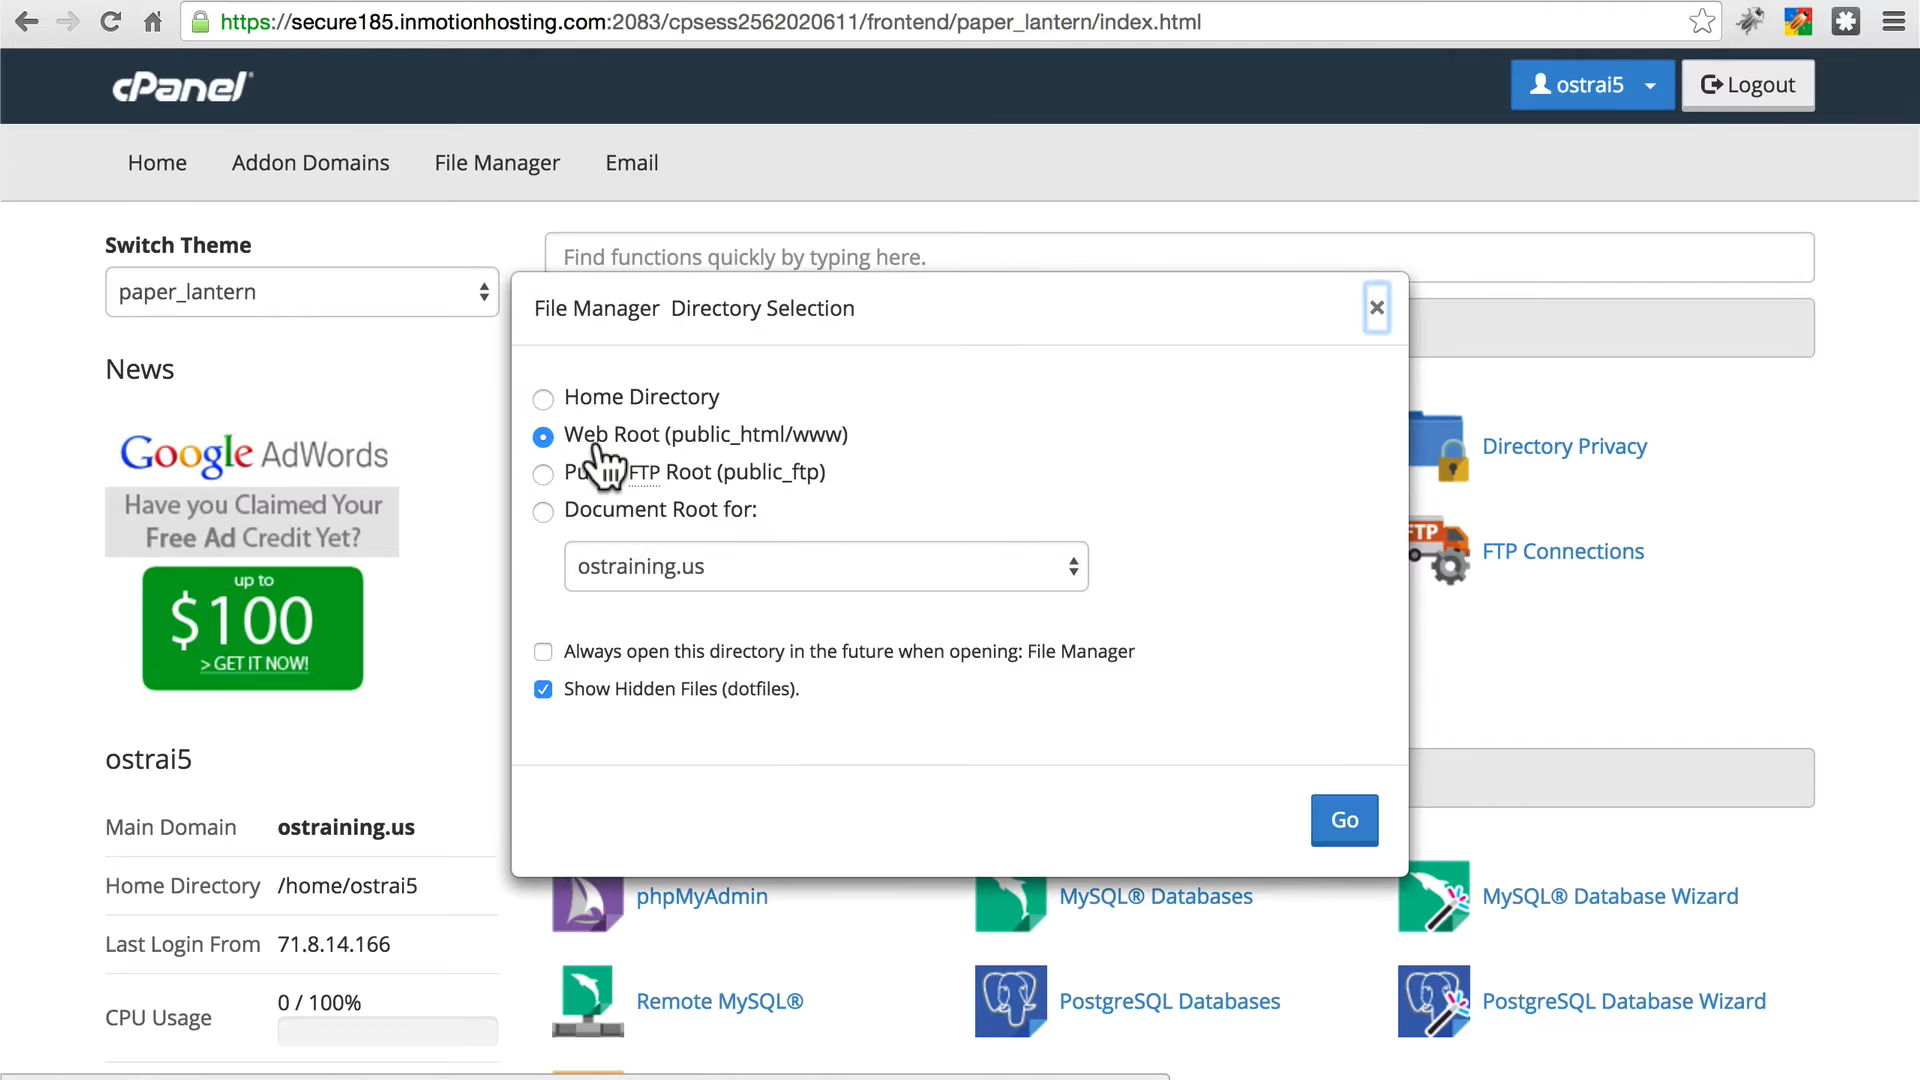 https://secure185.inmotionhosting.com:2083/cpsess2562020611/frontend/paper_lantern/index.html
cPanel®
ostrai5
Logout
Home
Addon Domains
File Manager
Email
Switch Theme
Find functions quickly by typing here.
paper_lantern
File Manager Directory Selection
×
News
Home Directory
Web Root (public_html/www)
FTP Root (public_ftp)
Document Root for:
ostraining.us
Always open this directory in the future when opening: File Manager
Show Hidden Files (dotfiles).
Go
Google AdWords
Have you Claimed Your
Free Ad Credit Yet?
up to
$100
> GET IT NOW!
Directory Privacy
FTP
FTP Connections
ostrai5
Main Domain ostraining.us
Home Directory /home/ostrai5
Last Login From 71.8.14.166
CPU Usage 0 / 100%
phpMyAdmin
MySQL® Databases
MySQL® Database Wizard
Remote MySQL®
PostgreSQL Databases
PostgreSQL Database Wizard